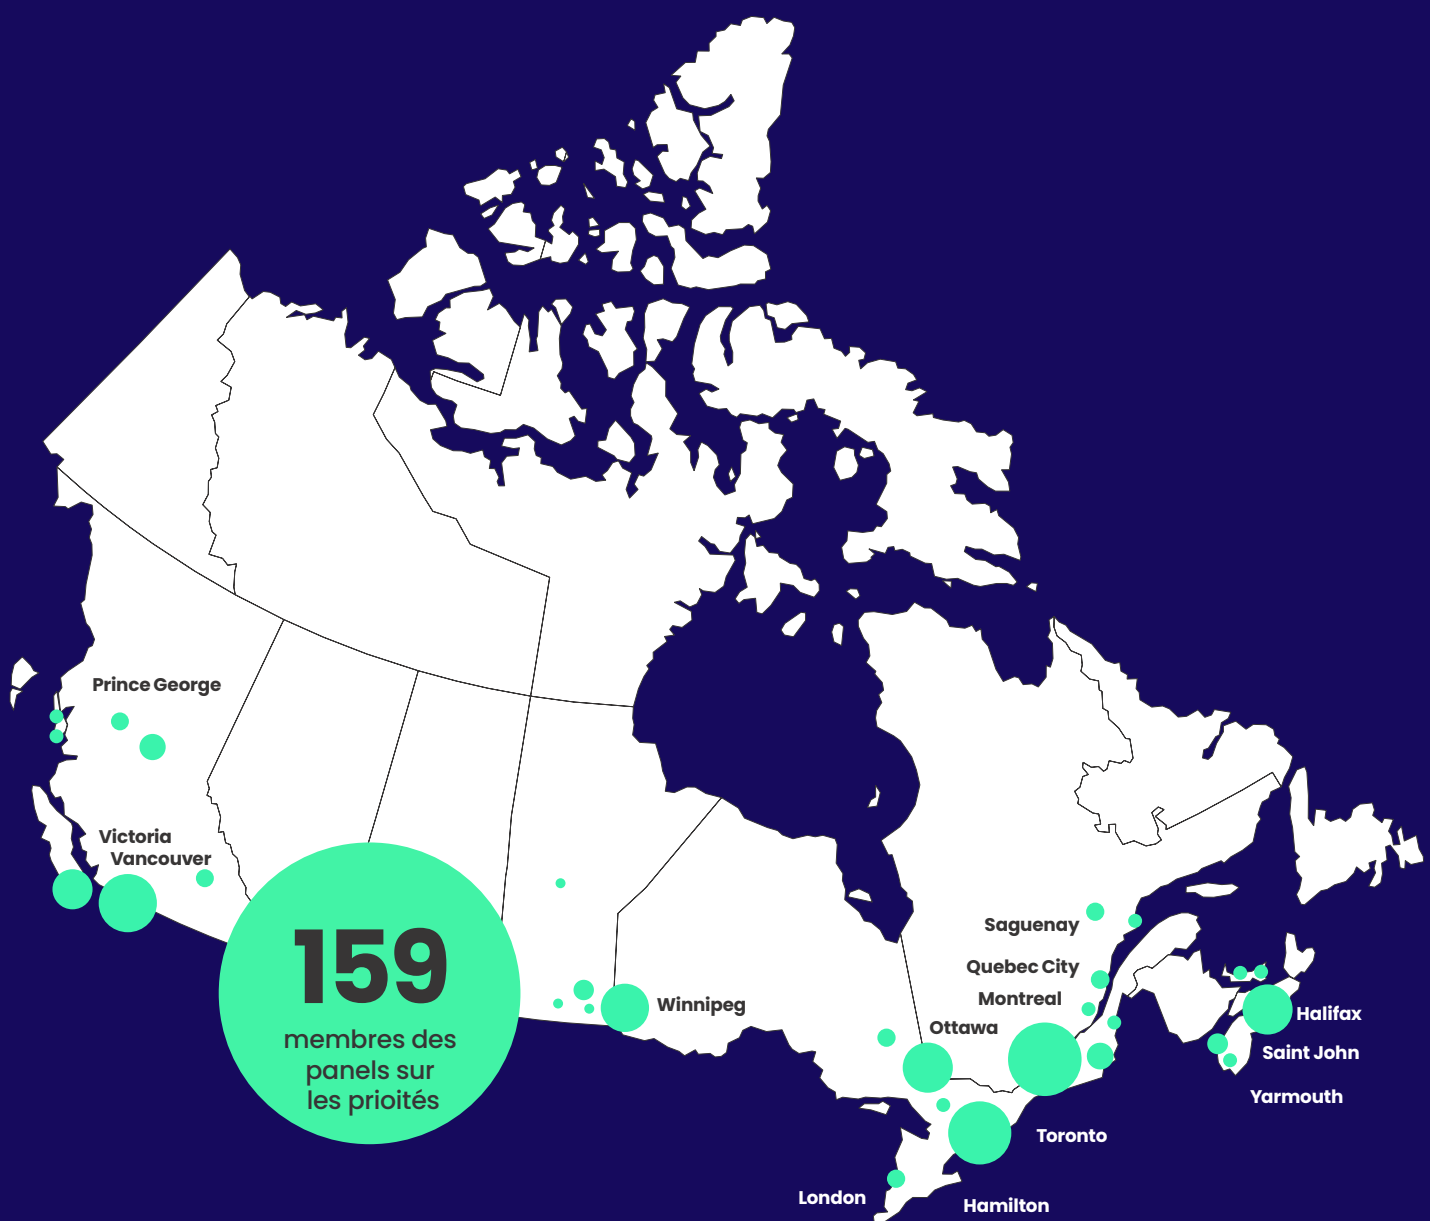 Prince George
Victoria
Vancouver
159
membres des
panels sur
les prioités
Winnipeg
Saguenay
Quebec City
Montreal
Ottawa
Halifax
Saint John
Yarmouth
Toronto
London
Hamilton